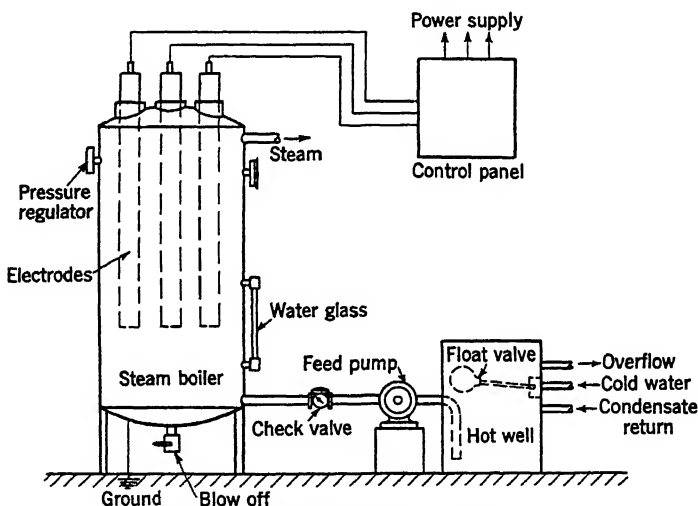 Power supply
Control panel
Steam
Pressure
regulator
Electrodes
Water glass
Steam boiler
Feed pump
Float valve
Overflow
Cold water
Condensate
return
Check valve
Hot well
Ground
Blow off